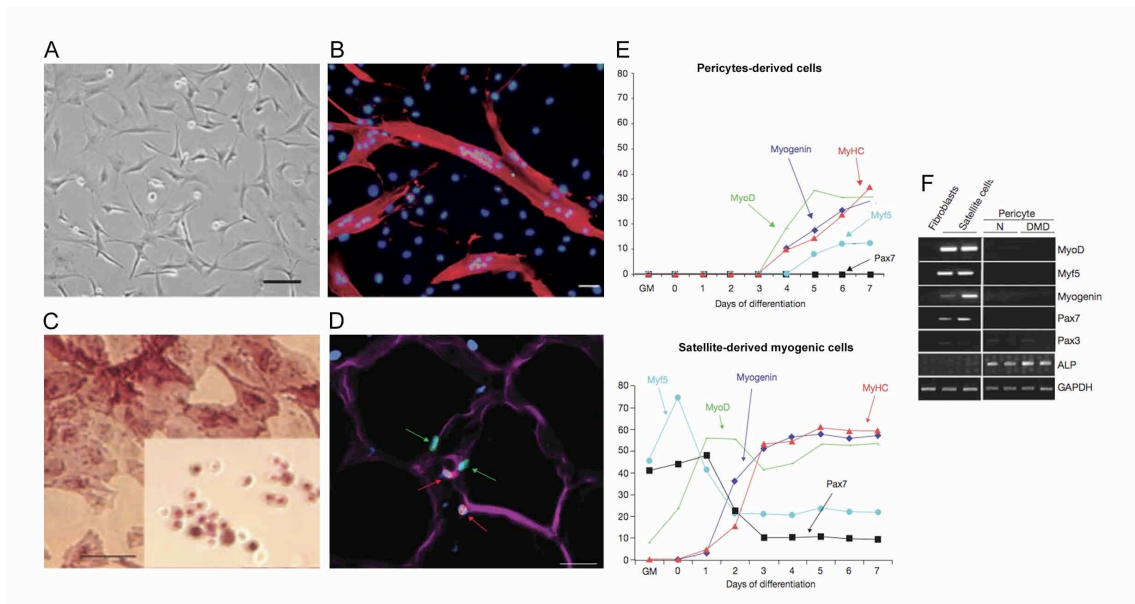 A
B
C
D
E
Pericytes-derived cells
80
70
60
50
40
30
20
10
0
MyoD
Myogenin
MyHC
Myf5
Pax7
GM 0 1 2 3 4 5 6 7
Days of differentiation
Satellite-derived myogenic cells
80
70
60
50
40
30
20
10
0
Myf5
MyoD
Myogenin
MyHC
Pax7
GM 0 1 2 3 4 5 6 7
Days of differentiation
F
Fibroblasts
Satellite cells
Pericyte
N DMD
MyoD
Myf5
Myogenin
Pax7
Pax3
ALP
GAPDH